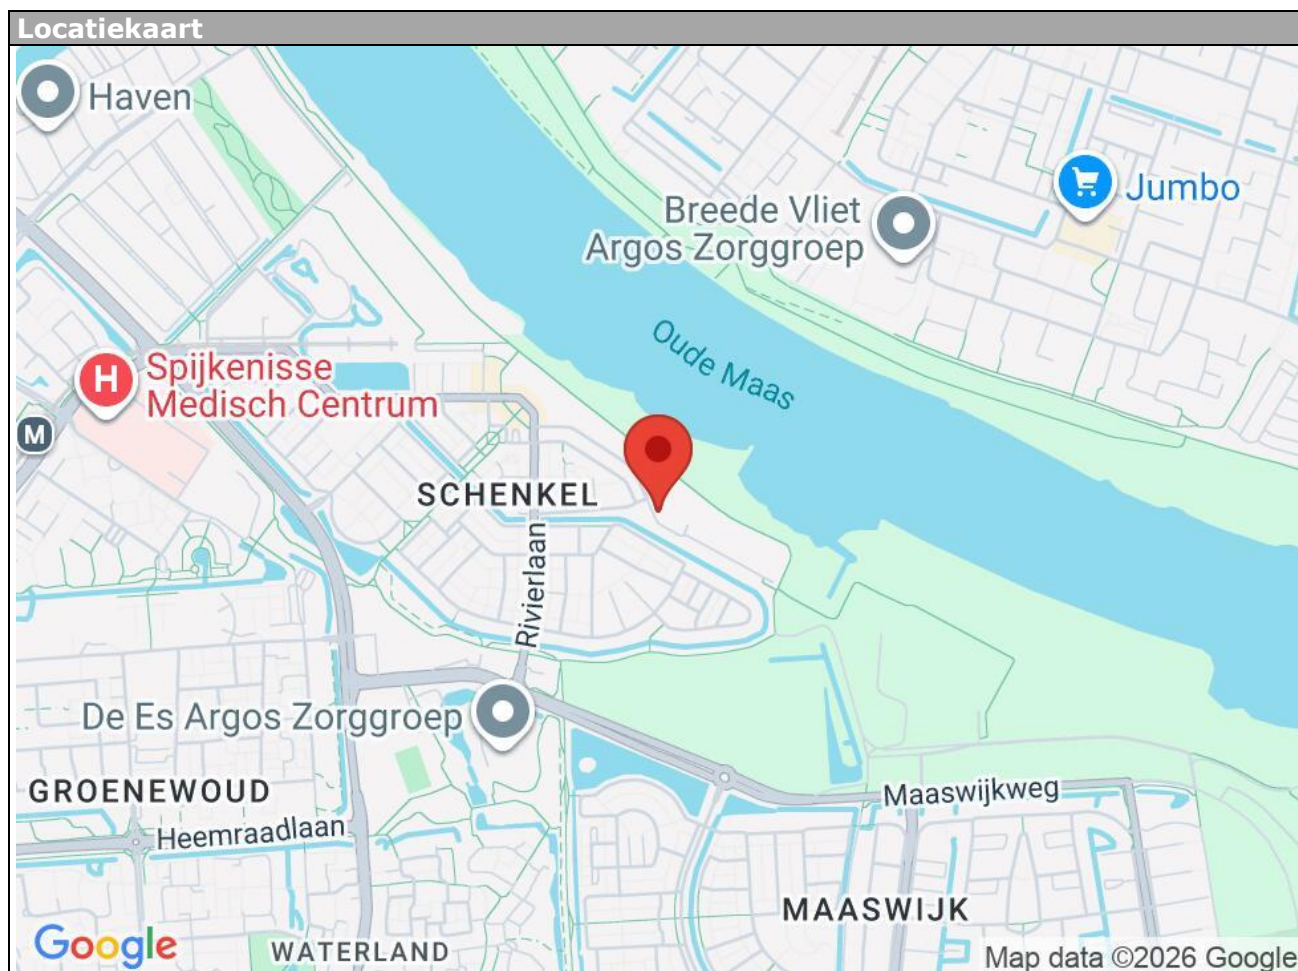 Locatiekaart
Haven
Jumbo
Breede Vliet
Argos Zorggroep
Oude Maas
H
Spijkenisse
Medisch Centrum
M
SCHENKEL
Rivierlaan
De Es Argos Zorggroep
GROENEWOUD
Maaswijkweg
Heemraadlaan
MAASWIJK
Google
WATERLAND
Map data ©2026 Google